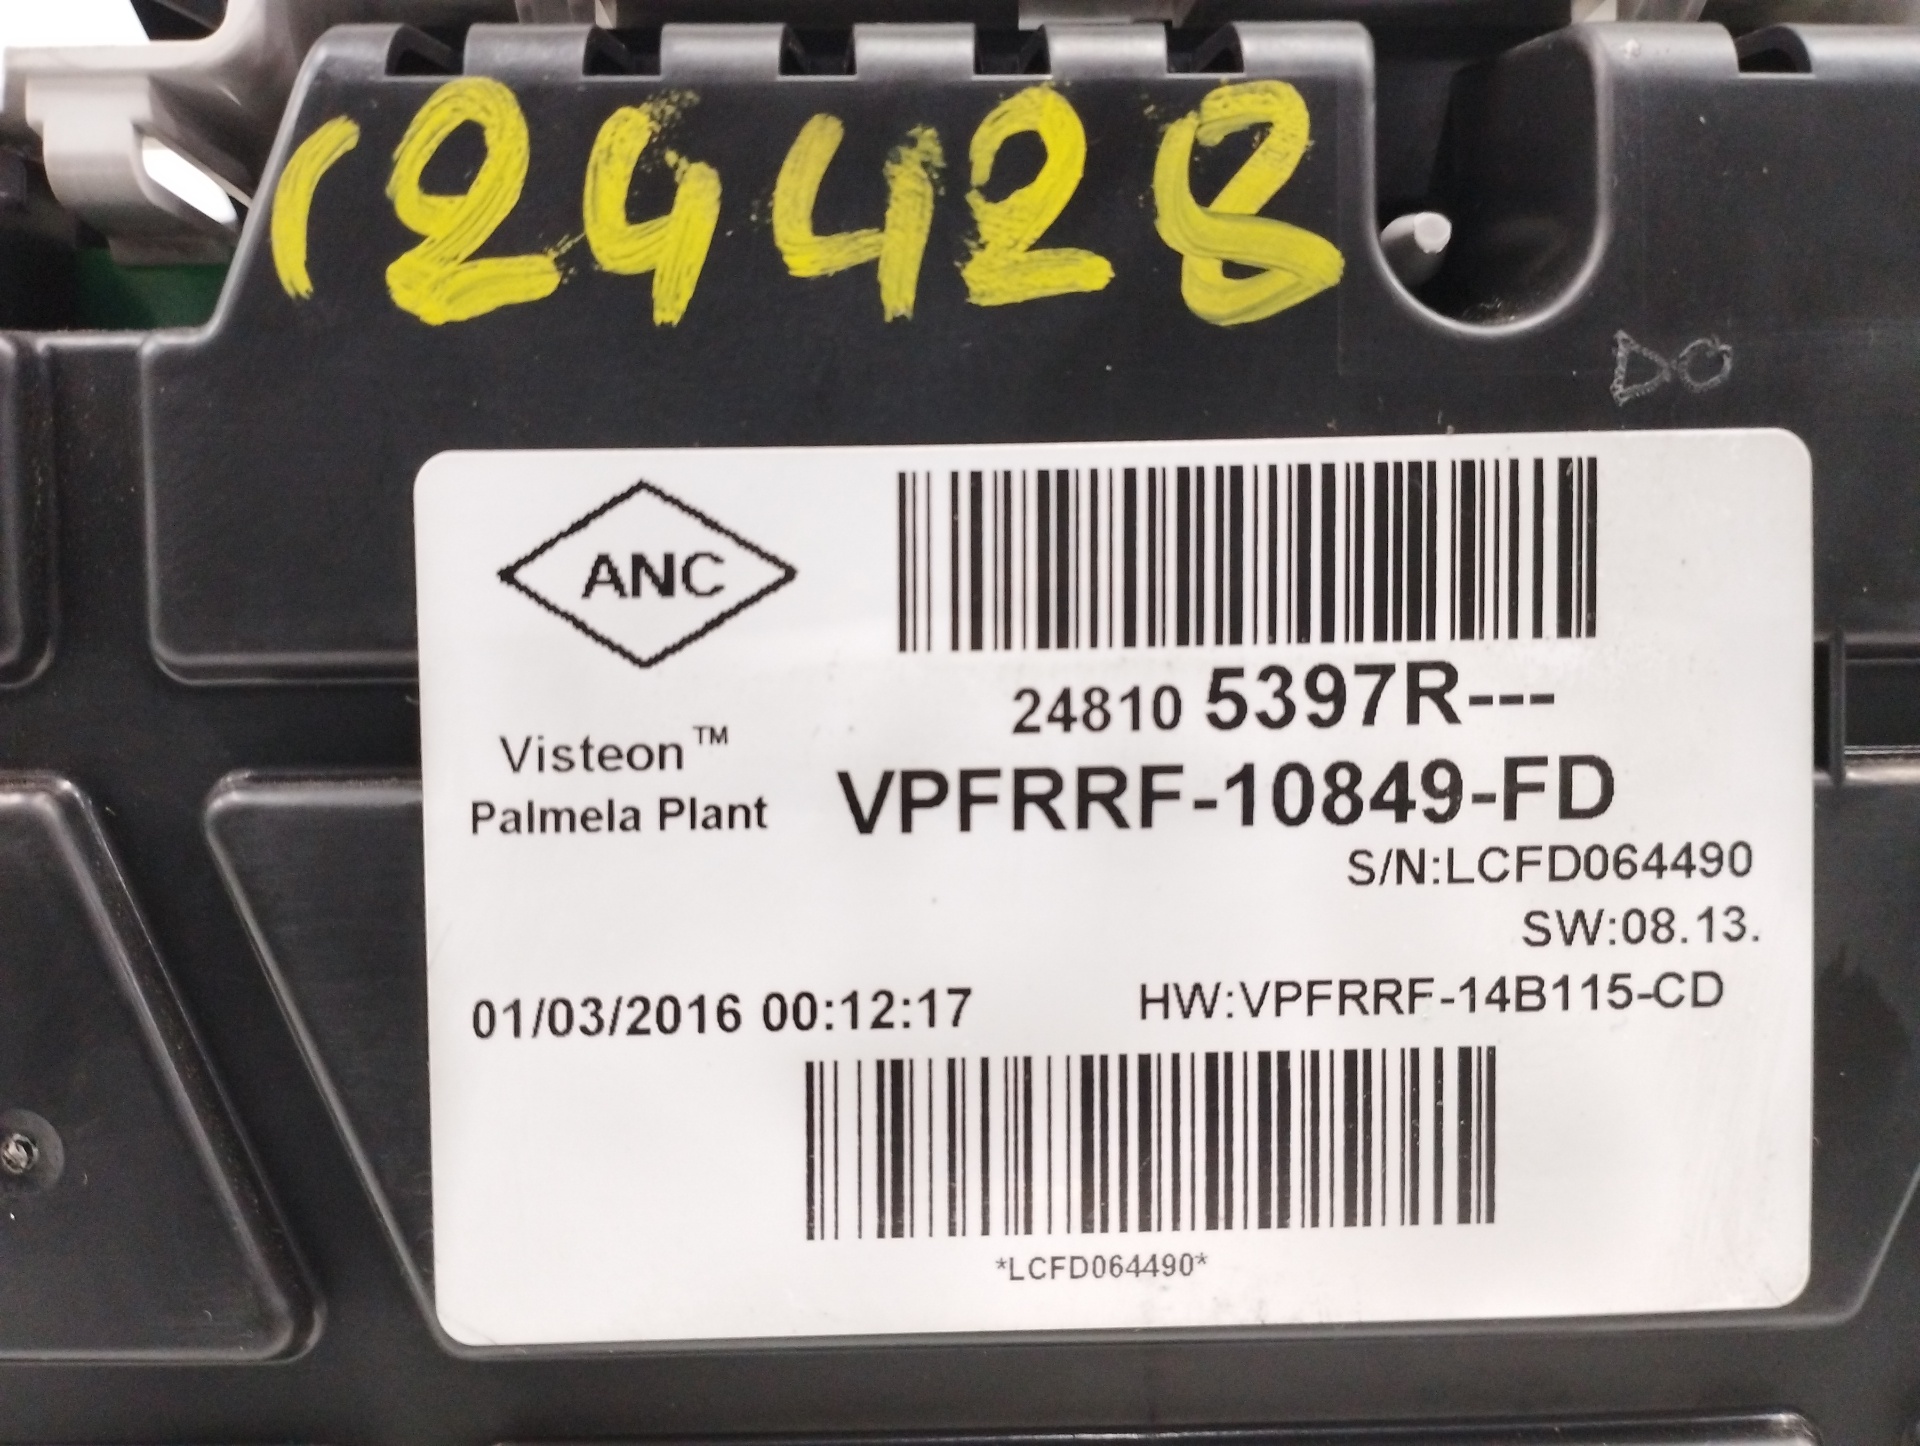 124428
DO
ANC
24810 5397R---
Visteon™
Palmela Plant
VPFRRF-10849-FD
S/N:LCFD064490
SW:08.13.
01/03/2016 00:12:17
HW:VPFRRF-14B115-CD
*LCFD064490*